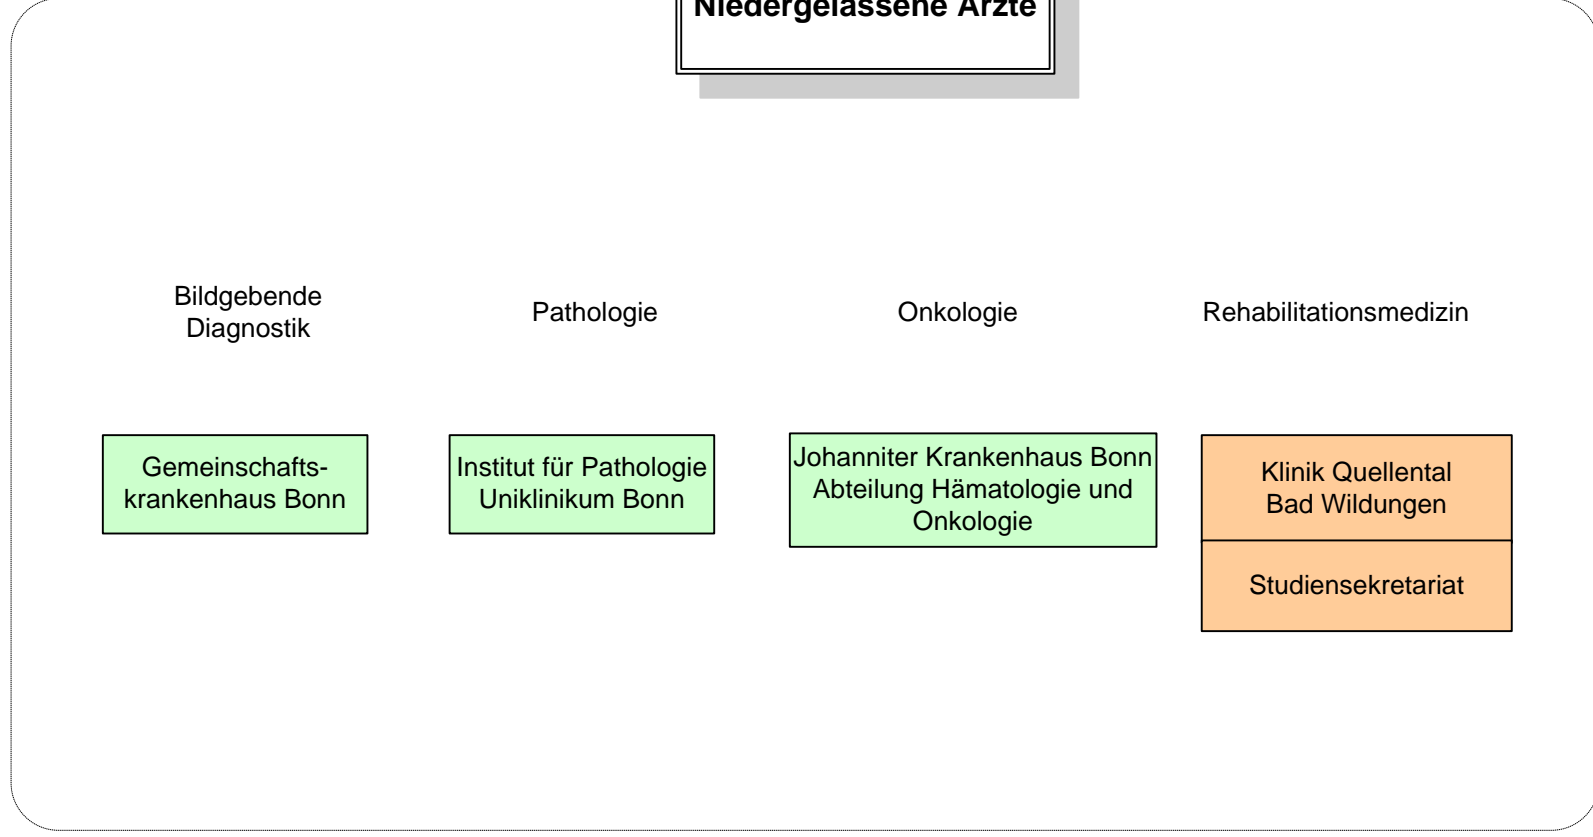 Niedergelassene Ärzte
Bildgebende
Diagnostik
Pathologie
Onkologie
Rehabilitationsmedizin
Gemeinschafts-
krankenhaus Bonn
Institut für Pathologie
Uniklinikum Bonn
Johanniter Krankenhaus Bonn
Abteilung Hämatologie und
Onkologie
Klinik Quellental
Bad Wildungen
Studiensekretariat